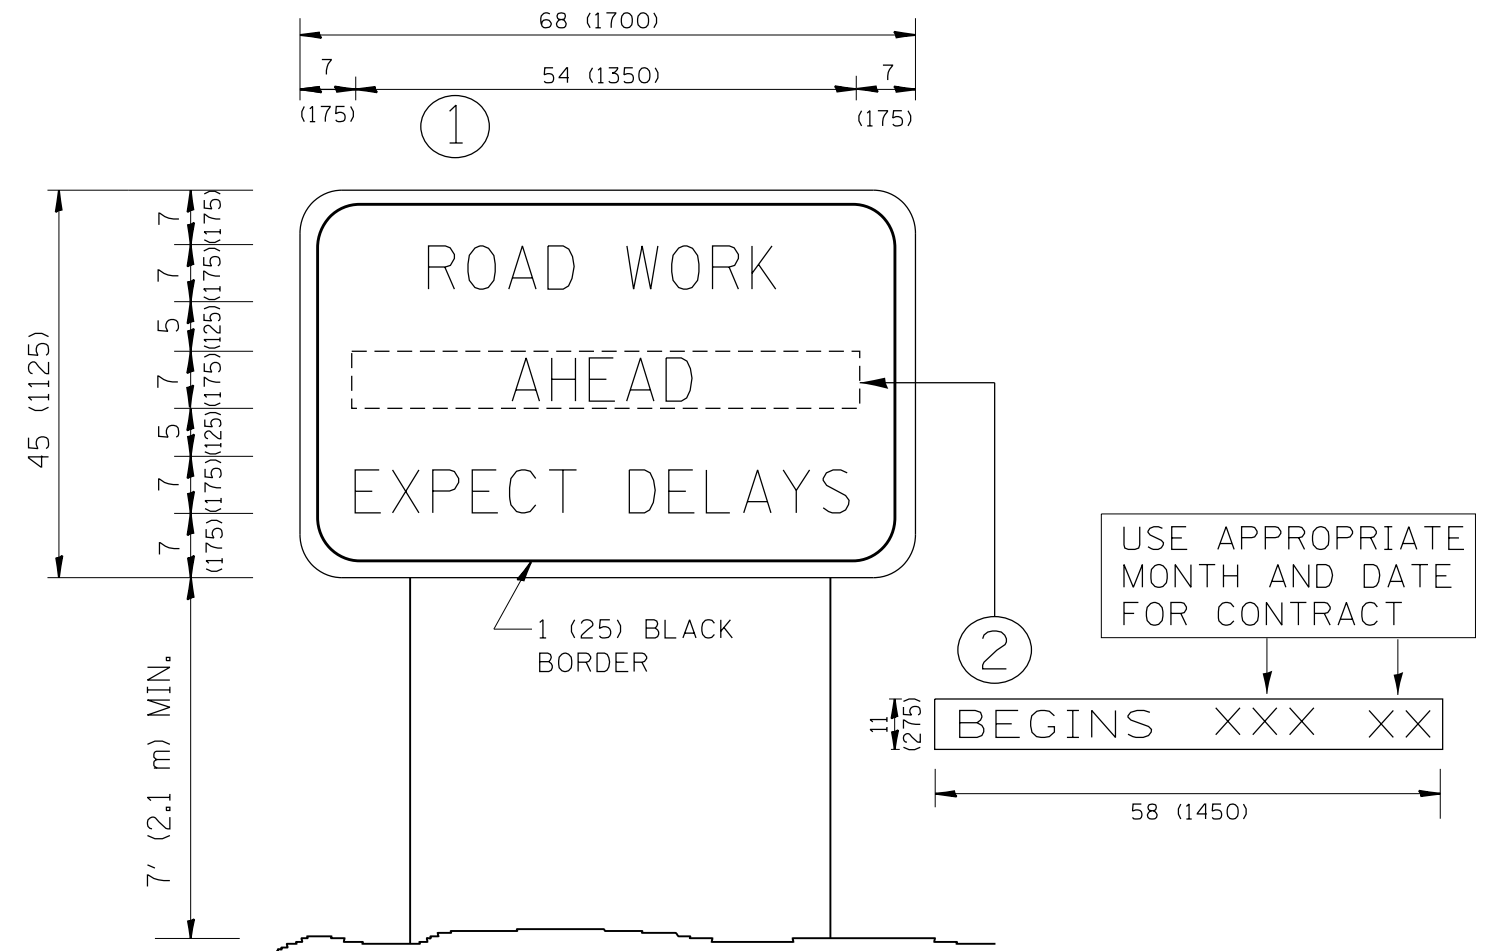 68 (1700)
7
54 (1350)
7
(175)
(175)
1
45 (1125)
7
(175)
7
(175)
5
(125)
7
(175)
5
(125)
7
(175)
7
(175)
ROAD WORK
AHEAD
EXPECT DELAYS
1 (25) BLACK
BORDER
7' (2.1 m) MIN.
2
USE APPROPRIATE
MONTH AND DATE
FOR CONTRACT
11
(275)
BEGINS XXX XX
58 (1450)